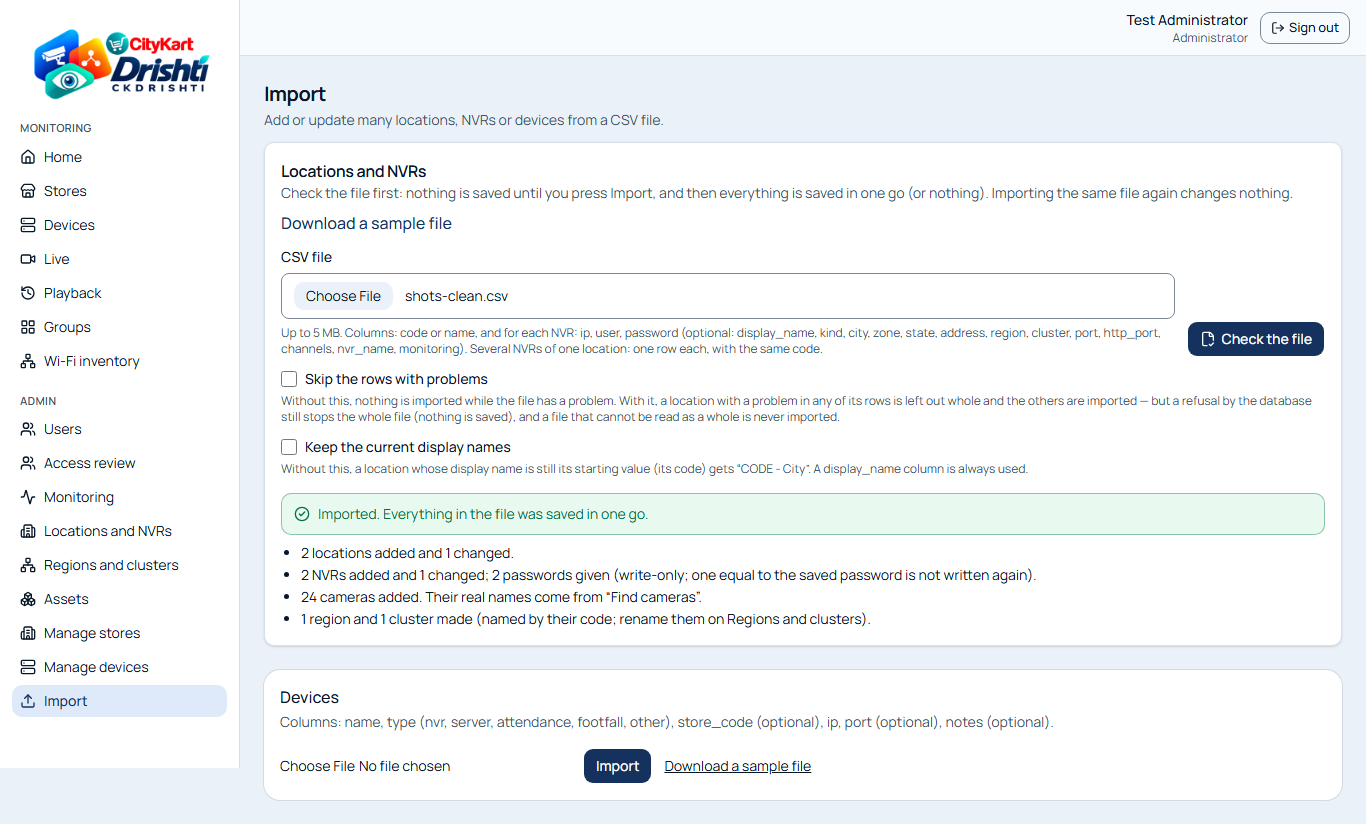 CityKart
Drishti
CKDRISHTI
MONITORING
Home
Stores
Devices
Live
Playback
Groups
Wi-Fi inventory
ADMIN
Users
Access review
Monitoring
Locations and NVRs
Regions and clusters
Assets
Manage stores
Manage devices
Import
Test Administrator
Administrator
Sign out
Import
Add or update many locations, NVRs or devices from a CSV file.
Locations and NVRs
Check the file first: nothing is saved until you press Import, and then everything is saved in one go (or nothing). Importing the same file again changes nothing.
Download a sample file
CSV file
Choose File shots-clean.csv
Up to 5 MB. Columns: code or name, and for each NVR: ip, user, password (optional: display_name, kind, city, zone, state, address, region, cluster, port, http_port,
channels, nvr_name, monitoring). Several NVRs of one location: one row each, with the same code.
Check the file
Skip the rows with problems
Without this, nothing is imported while the file has a problem. With it, a location with a problem in any of its rows is left out whole and the others are imported — but a refusal by the database
still stops the whole file (nothing is saved), and a file that cannot be read as a whole is never imported.
Keep the current display names
Without this, a location whose display name is still its starting value (its code) gets “CODE - City”. A display_name column is always used.
Imported. Everything in the file was saved in one go.
• 2 locations added and 1 changed.
• 2 NVRs added and 1 changed; 2 passwords given (write-only; one equal to the saved password is not written again).
• 24 cameras added. Their real names come from “Find cameras”.
• 1 region and 1 cluster made (named by their code; rename them on Regions and clusters).
Devices
Columns: name, type (nvr, server, attendance, footfall, other), store_code (optional), ip, port (optional), notes (optional).
Choose File No file chosen
Import
Download a sample file